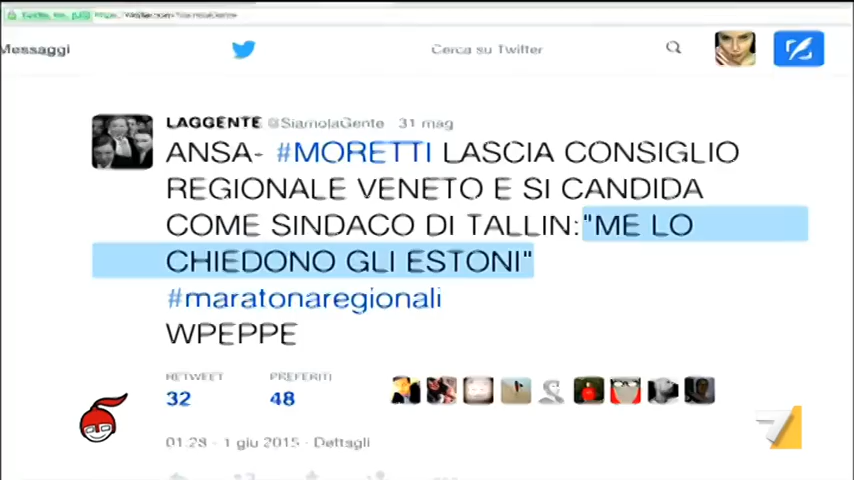 Messaggi
Cerca su Twitter
LAGGENTE @SiamolaGente 31 mag
ANSA- #MORETTI LASCIA CONSIGLIO
REGIONALE VENETO E SI CANDIDA
COME SINDACO DI TALLIN:"ME LO
CHIEDONO GLI ESTONI"
#maratonaregionali
WPEPPE
RETWEET PREFERITI
32 48
01:28 - 1 giu 2015 · Dettagli
7